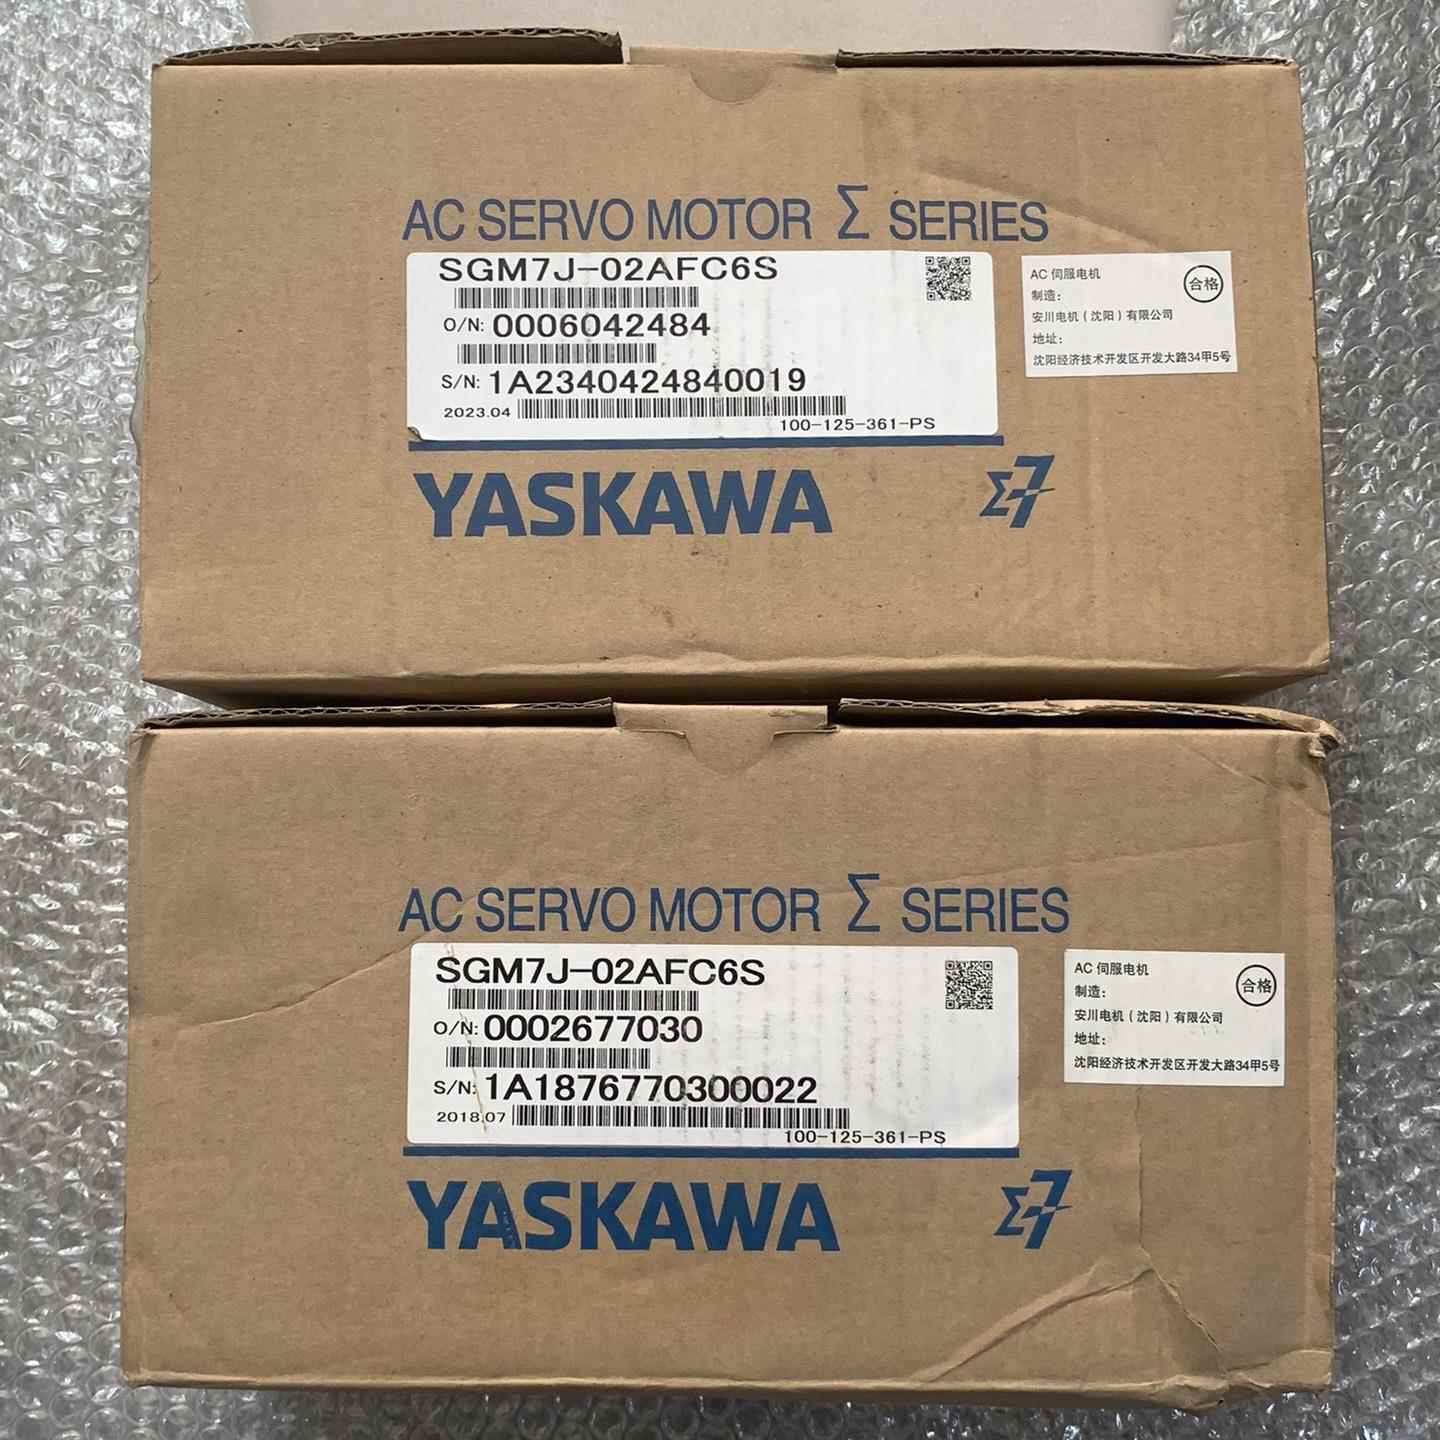 AC SERVO MOTOR Σ SERIES
SGM7J-02AFC6S
O/N: 0006042484
S/N: 1A2340424840019
2023.04
100-125-361-PS
AC 伺服电机
合格
制造：
安川电机（沈阳）有限公司
地址：
沈阳经济技术开发区开发大路34甲5号
YASKAWA Σ-7
AC SERVO MOTOR Σ SERIES
SGM7J-02AFC6S
O/N: 0002677030
S/N: 1A1876770300022
2018.07
100-125-361-PS
AC 伺服电机
合格
制造：
安川电机（沈阳）有限公司
地址：
沈阳经济技术开发区开发大路34甲5号
YASKAWA Σ-7